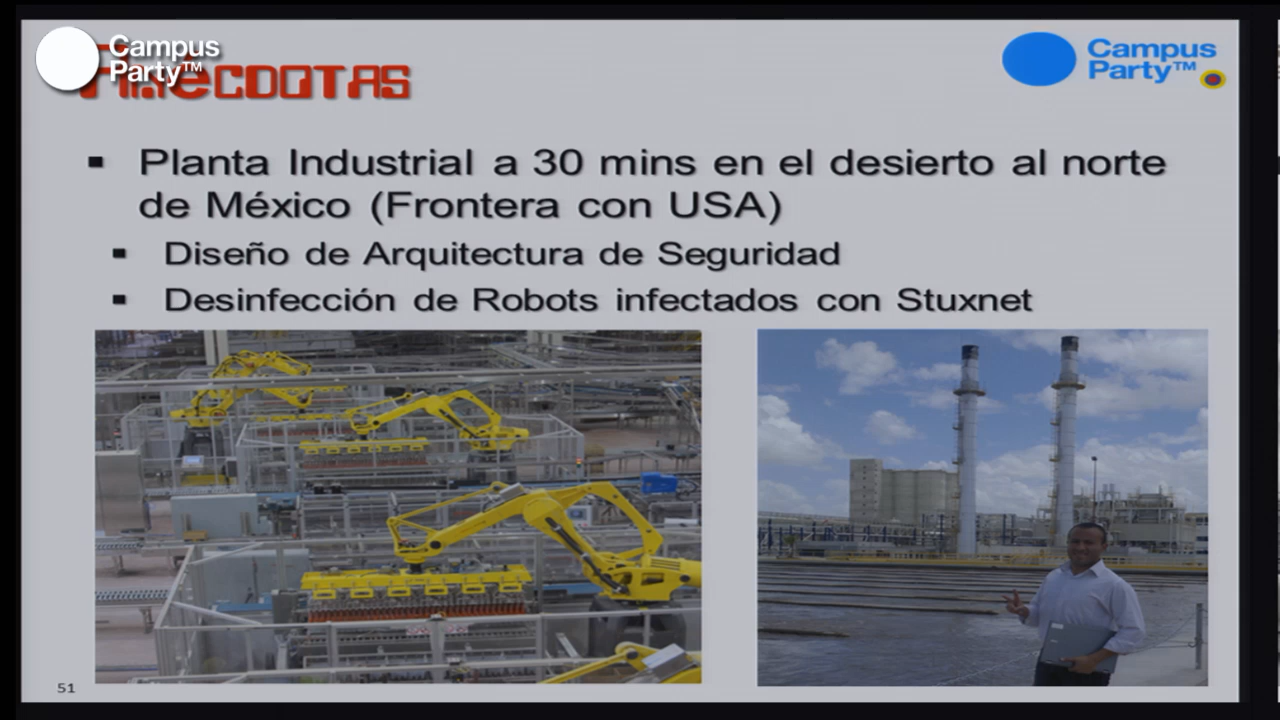 Campus
Party™
Anécdotas
Campus
Party™
▪ Planta Industrial a 30 mins en el desierto al norte
de México (Frontera con USA)
▪ Diseño de Arquitectura de Seguridad
▪ Desinfección de Robots infectados con Stuxnet
51